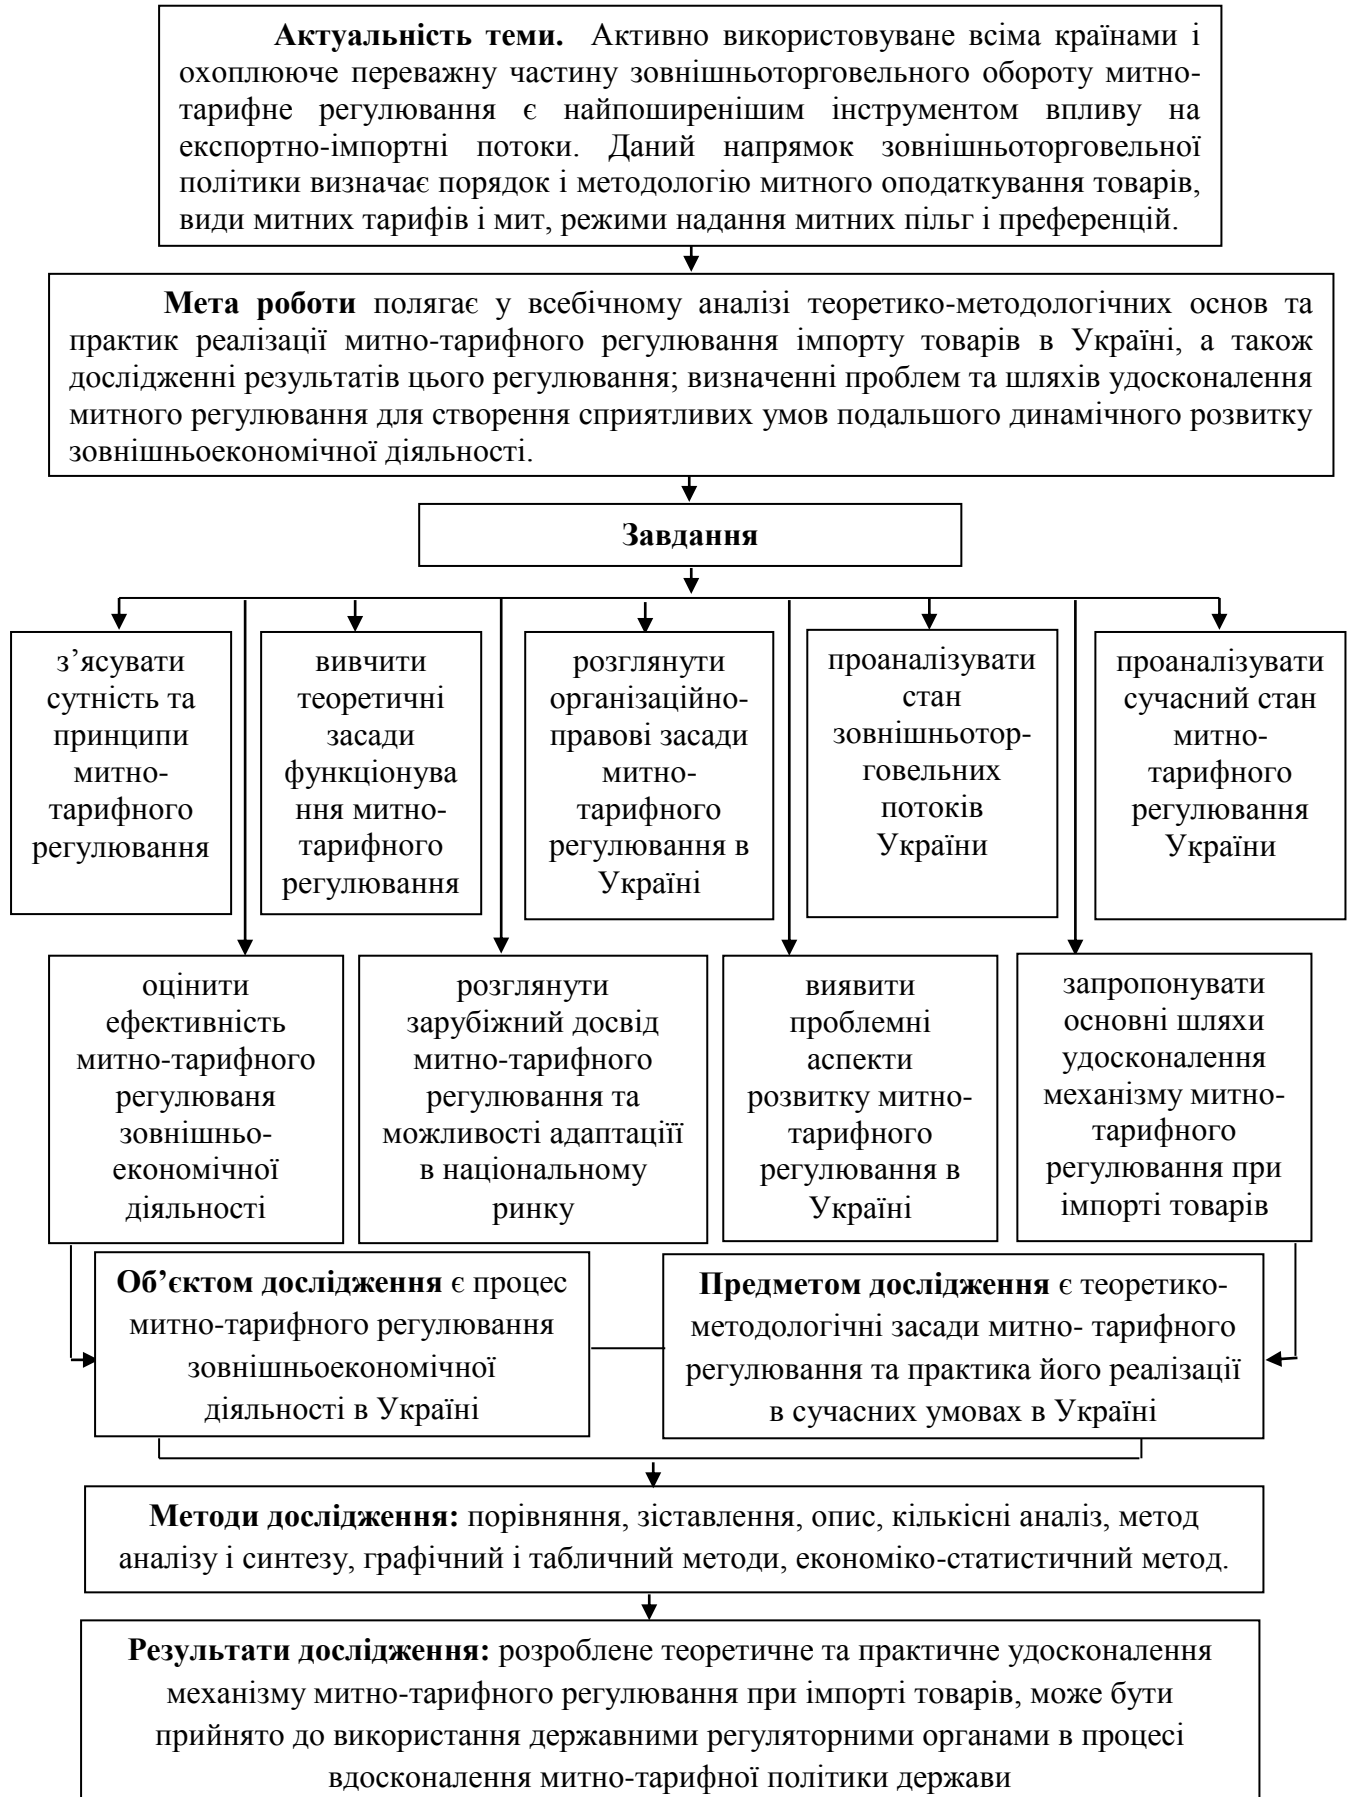 Актуальність теми. Активно використовуване всіма країнами і
охоплююче переважну частину зовнішньоторговельного обороту митно-
тарифне регулювання є найпоширенішим інструментом впливу на
експортно-імпортні потоки. Даний напрямок зовнішньоторговельної
політики визначає порядок і методологію митного оподаткування товарів,
види митних тарифів і мит, режими надання митних пільг і преференцій.
Мета роботи полягає у всебічному аналізі теоретико-методологічних основ та
практик реалізації митно-тарифного регулювання імпорту товарів в Україні, а також
дослідженні результатів цього регулювання; визначенні проблем та шляхів удосконалення
митного регулювання для створення сприятливих умов подальшого динамічного розвитку
зовнішньоекономічної діяльності.
Завдання
з’ясувати
сутність та
принципи
митно-
тарифного
регулювання
вивчити
теоретичні
засади
функціонува
ння митно-
тарифного
регулювання
розглянути
організаційно-
правові засади
митно-
тарифного
регулювання в
Україні
проаналізувати
стан
зовнішньотор-
говельних
потоків
України
проаналізувати
сучасний стан
митно-
тарифного
регулювання
України
оцінити
ефективність
митно-тарифного
регулюваня
зовнішньо-
економічної
діяльності
розглянути
зарубіжний досвід
митно-тарифного
регулювання та
можливості адаптаціїї
в національному
ринку
виявити
проблемні
аспекти
розвитку митно-
тарифного
регулювання в
Україні
запропонувати
основні шляхи
удосконалення
механізму митно-
тарифного
регулювання при
імпорті товарів
Об’єктом дослідження є процес
митно-тарифного регулювання
зовнішньоекономічної
діяльності в Україні
Предметом дослідження є теоретико-
методологічні засади митно- тарифного
регулювання та практика його реалізації
в сучасних умовах в Україні
Методи дослідження: порівняння, зіставлення, опис, кількісні аналіз, метод
аналізу і синтезу, графічний і табличний методи, економіко-статистичний метод.
Результати дослідження: розроблене теоретичне та практичне удосконалення
механізму митно-тарифного регулювання при імпорті товарів, може бути
прийнято до використання державними регуляторними органами в процесі
вдосконалення митно-тарифної політики держави